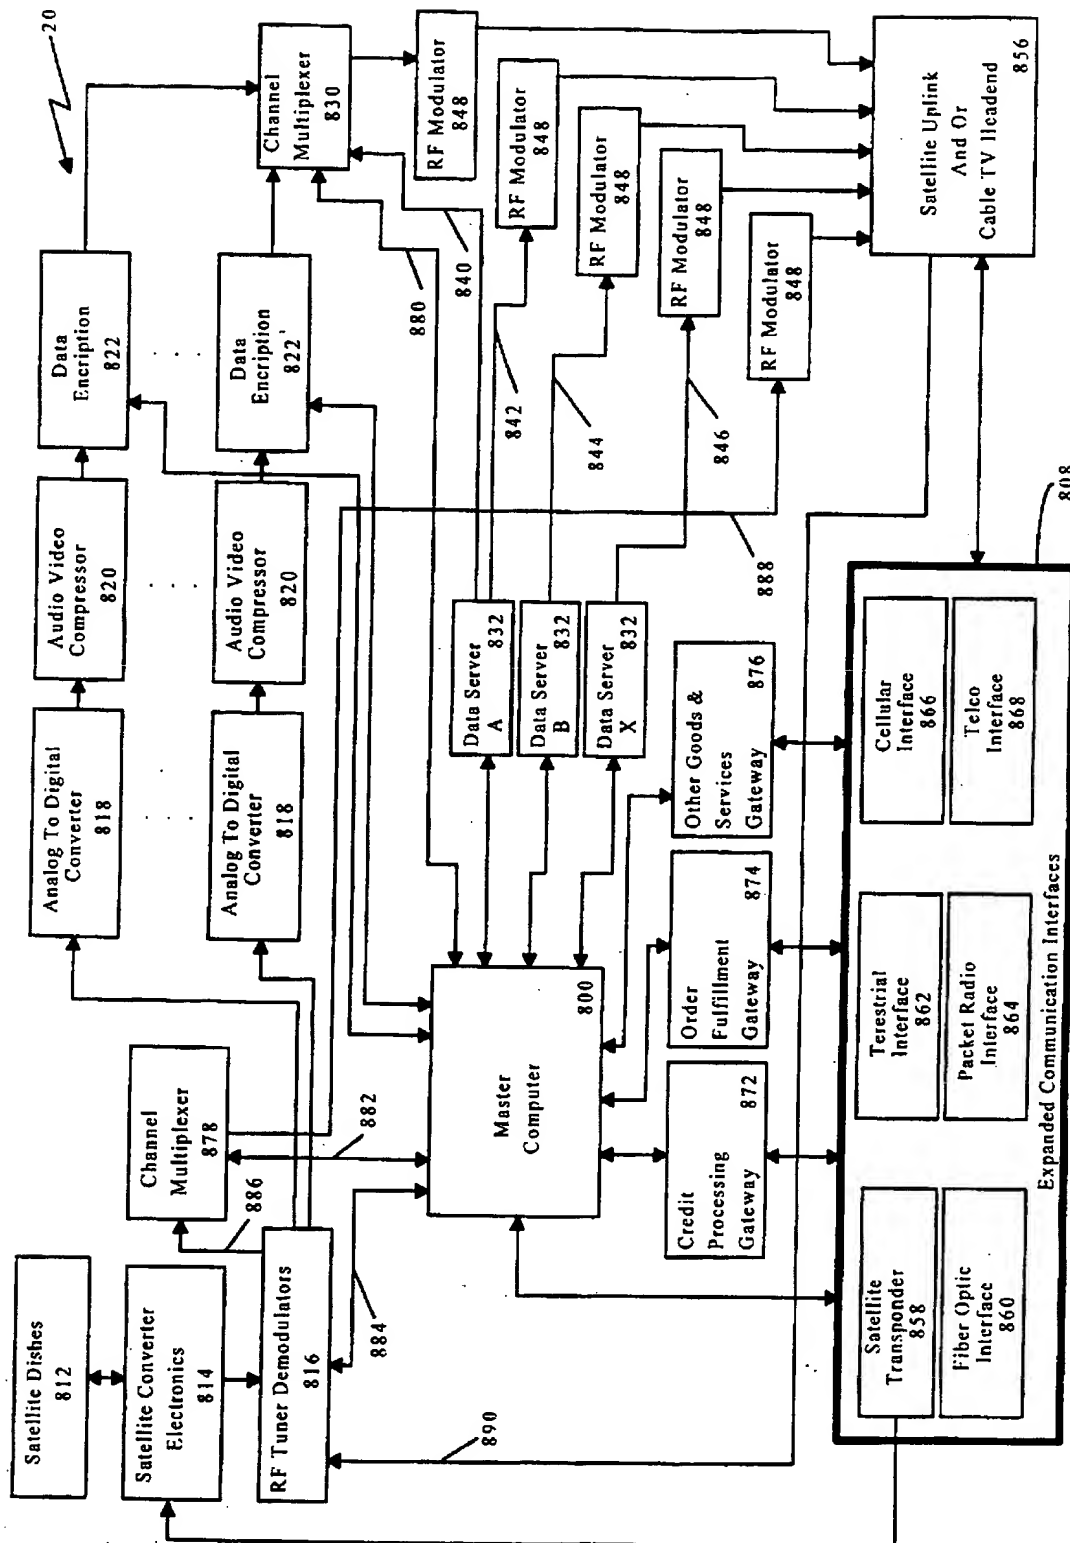 20
Satellite Dishes
812
Satellite Converter
Electronics
814
RF Tuner Demodulators
816
Channel
Multiplexer
878
886
882
884
890
Analog To Digital
Converter
818
Analog To Digital
Converter
818
Audio Video
Compressor
820
Audio Video
Compressor
820
Data
Encription
822
Data
Encription
822'
Channel
Multiplexer
830
880
840
842
844
846
888
RF Modulator
848
RF Modulator
848
RF Modulator
848
RF Modulator
848
RF Modulator
848
Satellite Uplink
And Or
Cable TV Headend
856
Master
Computer
800
Data Server
A 832
Data Server
B 832
Data Server
X 832
Credit
Processing
Gateway
872
Order
Fulfillment
Gateway
874
Other Goods &
Services
Gateway
876
808
Satellite
Transponder
858
Fiber Optic
Interface
860
Terestrial
Interface
862
Packet Radio
Interface
864
Cellular
Interface
866
Telco
Interface
868
Expanded Communication Interfaces